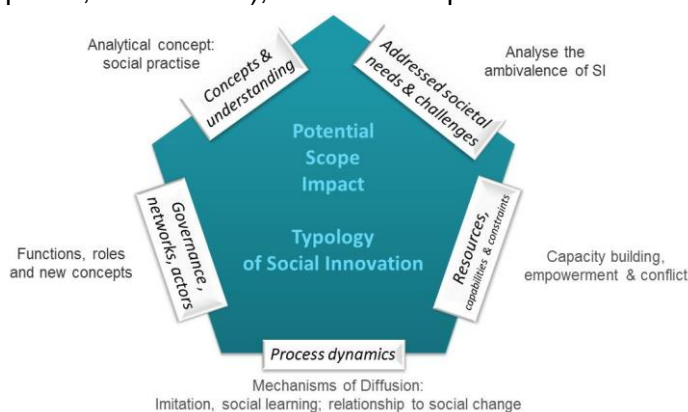 Analytical concept:
social practise
Concepts &
understanding
Addressed societal
needs & challenges
Analyse the
ambivalence of SI
Potential
Scope
Impact
Typology
of Social Innovation
Governance ,
networks, actors
Functions, roles
and new concepts
Resources,
capabilities & constraints
Capacity building,
empowerment & conflict
Process dynamics
Mechanisms of Diffusion:
Imitation, social learning; relationship to social change